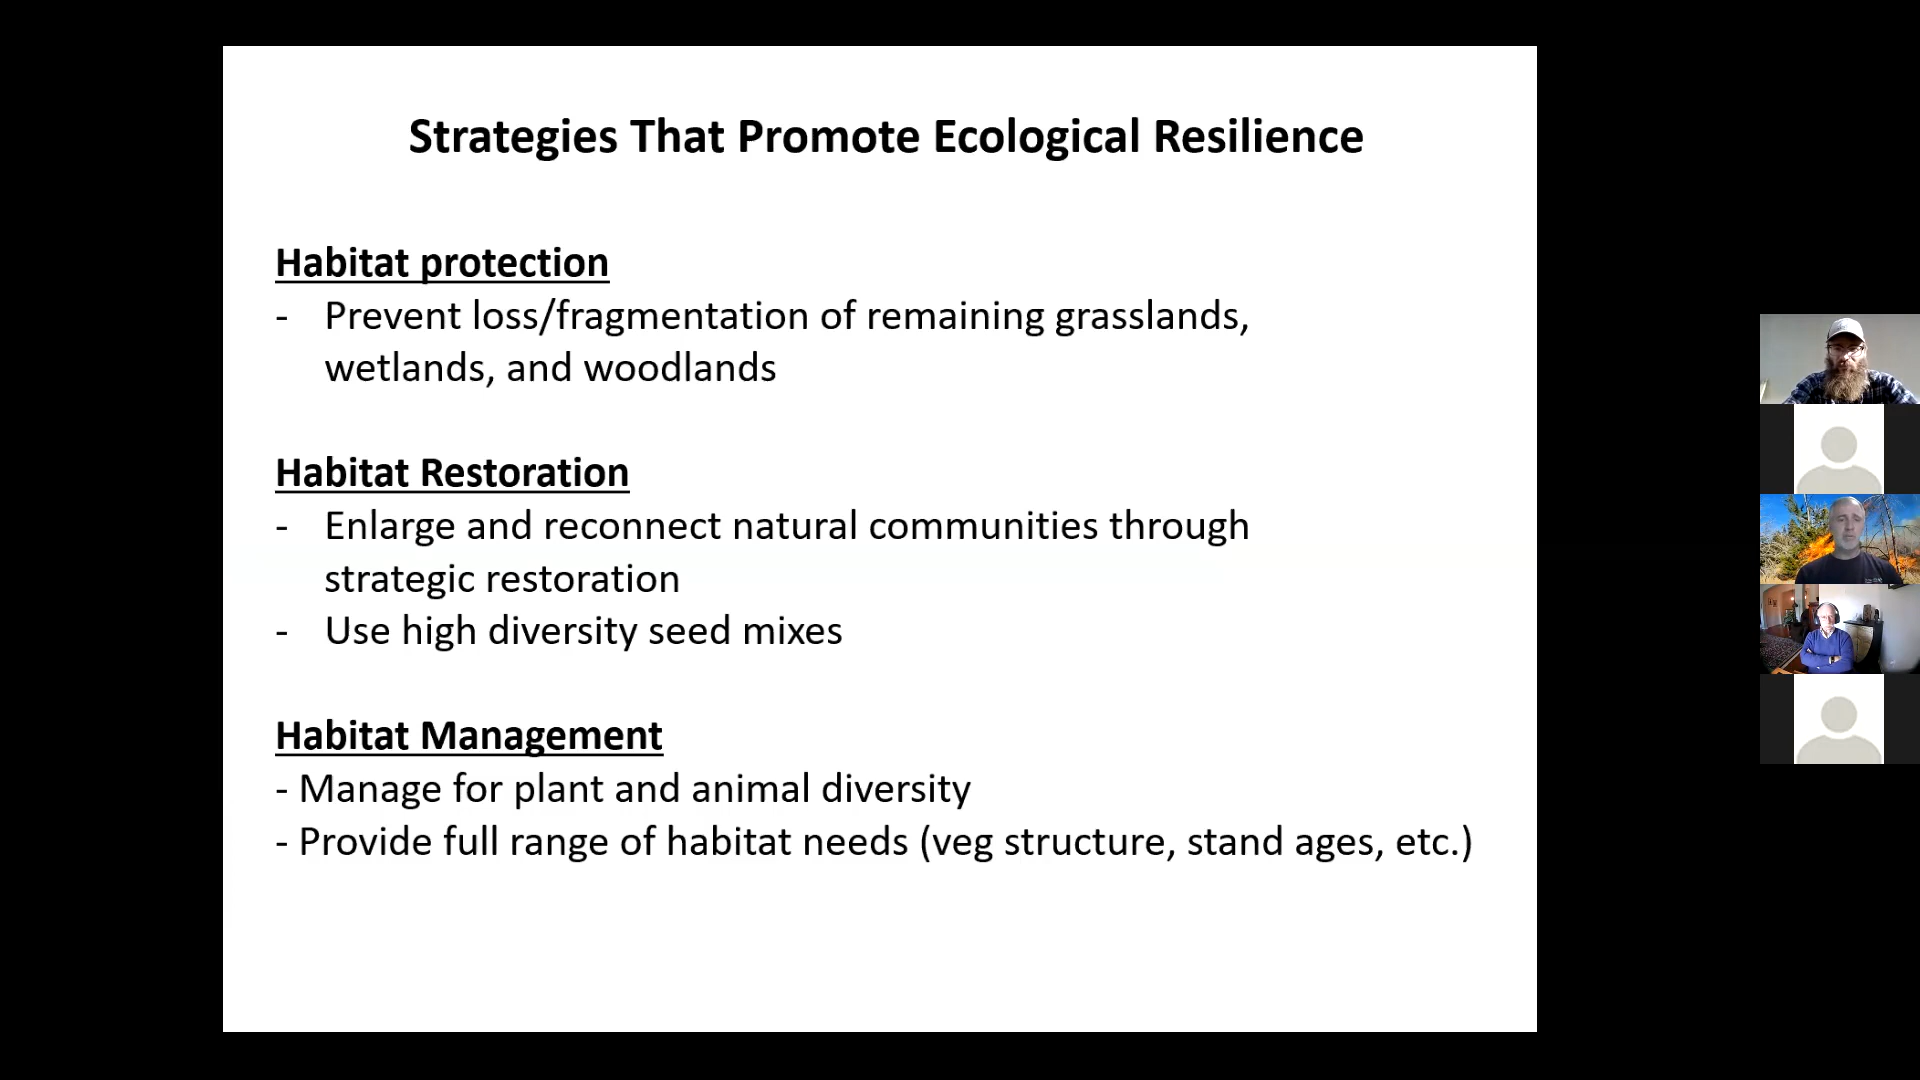 Strategies That Promote Ecological Resilience
Habitat protection
- Prevent loss/fragmentation of remaining grasslands,
wetlands, and woodlands
Habitat Restoration
- Enlarge and reconnect natural communities through
strategic restoration
- Use high diversity seed mixes
Habitat Management
- Manage for plant and animal diversity
- Provide full range of habitat needs (veg structure, stand ages, etc.)